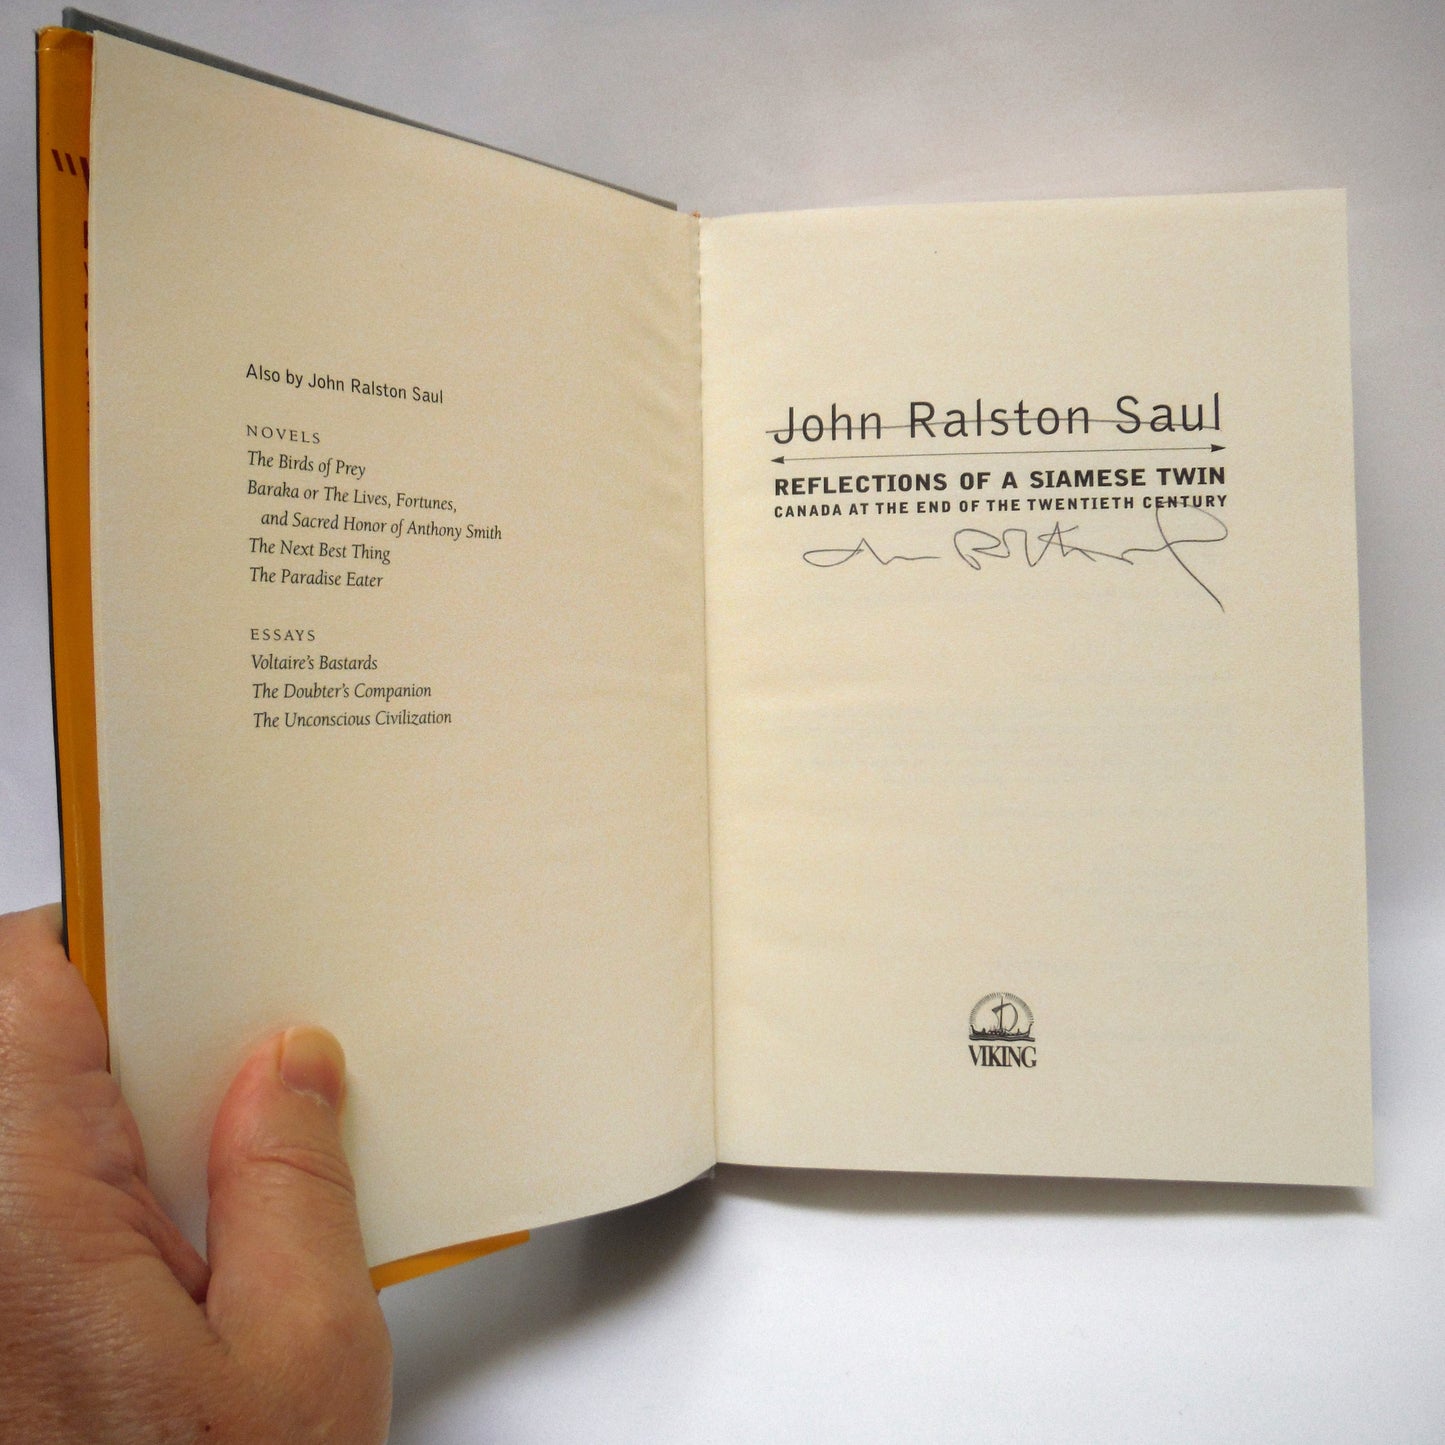 Also by John Ralston Saul
NOVELS
The Birds of Prey
Baraka or The Lives, Fortunes,
and Sacred Honor of Anthony Smith
The Next Best Thing
The Paradise Eater
ESSAYS
Voltaire's Bastards
The Doubter's Companion
The Unconscious Civilization
John Ralston Saul
REFLECTIONS OF A SIAMESE TWIN
CANADA AT THE END OF THE TWENTIETH CENTURY
VIKING